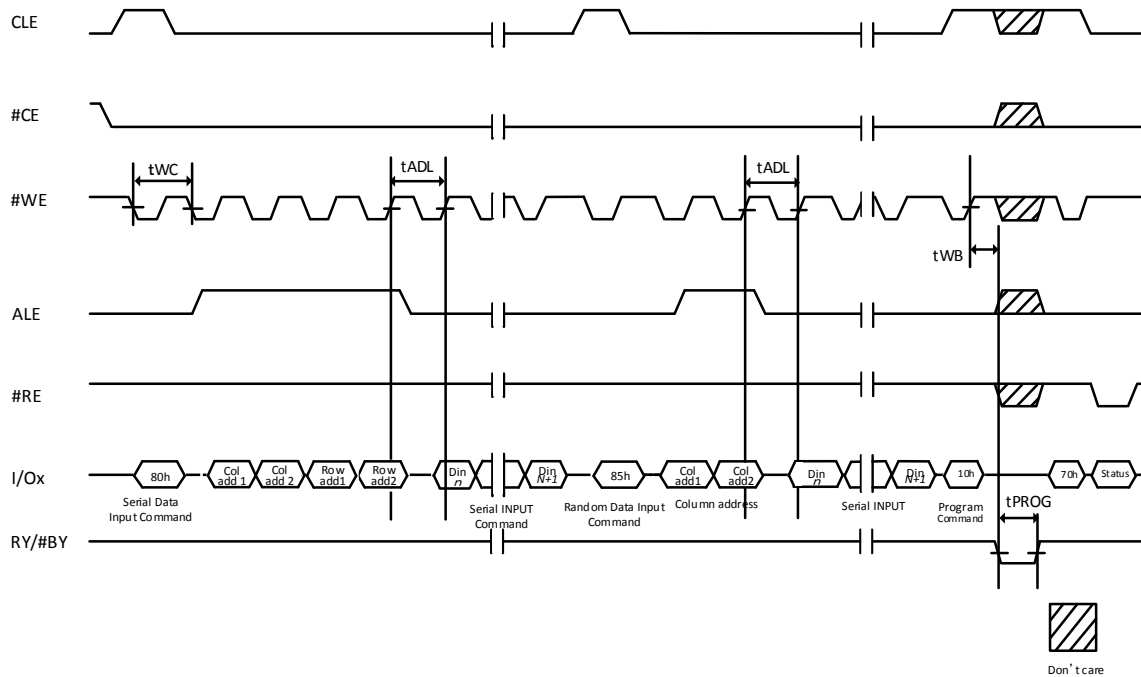 CLE
#CE
tWC
tADL
tADL
#WE
tWB
ALE
#RE
I/Ox
80h
Col
add 1
Col
add 2
Row
add1
Row
add2
Din
n
Din
N+1
85h
Col
add1
Col
add2
Din
n
Din
N+1
10h
70h
Status
Serial Data
Input Command
Serial INPUT
Command
Random Data Input
Command
Column address
Serial INPUT
Program
Command
tPROG
RY/#BY
Don't care